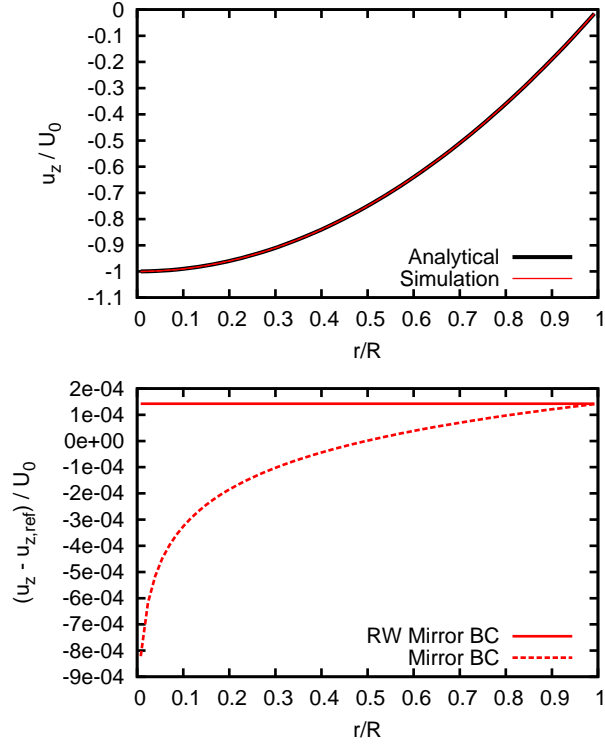 0
-0.1
-0.2
-0.3
-0.4
-0.5
-0.6
-0.7
-0.8
-0.9
-1
-1.1
u_z / U_0
Analytical
Simulation
0 0.1 0.2 0.3 0.4 0.5 0.6 0.7 0.8 0.9 1
r/R
2e-04
1e-04
0e+00
-1e-04
-2e-04
-3e-04
-4e-04
-5e-04
-6e-04
-7e-04
-8e-04
-9e-04
(u_z - u_z,ref) / U_0
RW Mirror BC
Mirror BC
0 0.1 0.2 0.3 0.4 0.5 0.6 0.7 0.8 0.9 1
r/R